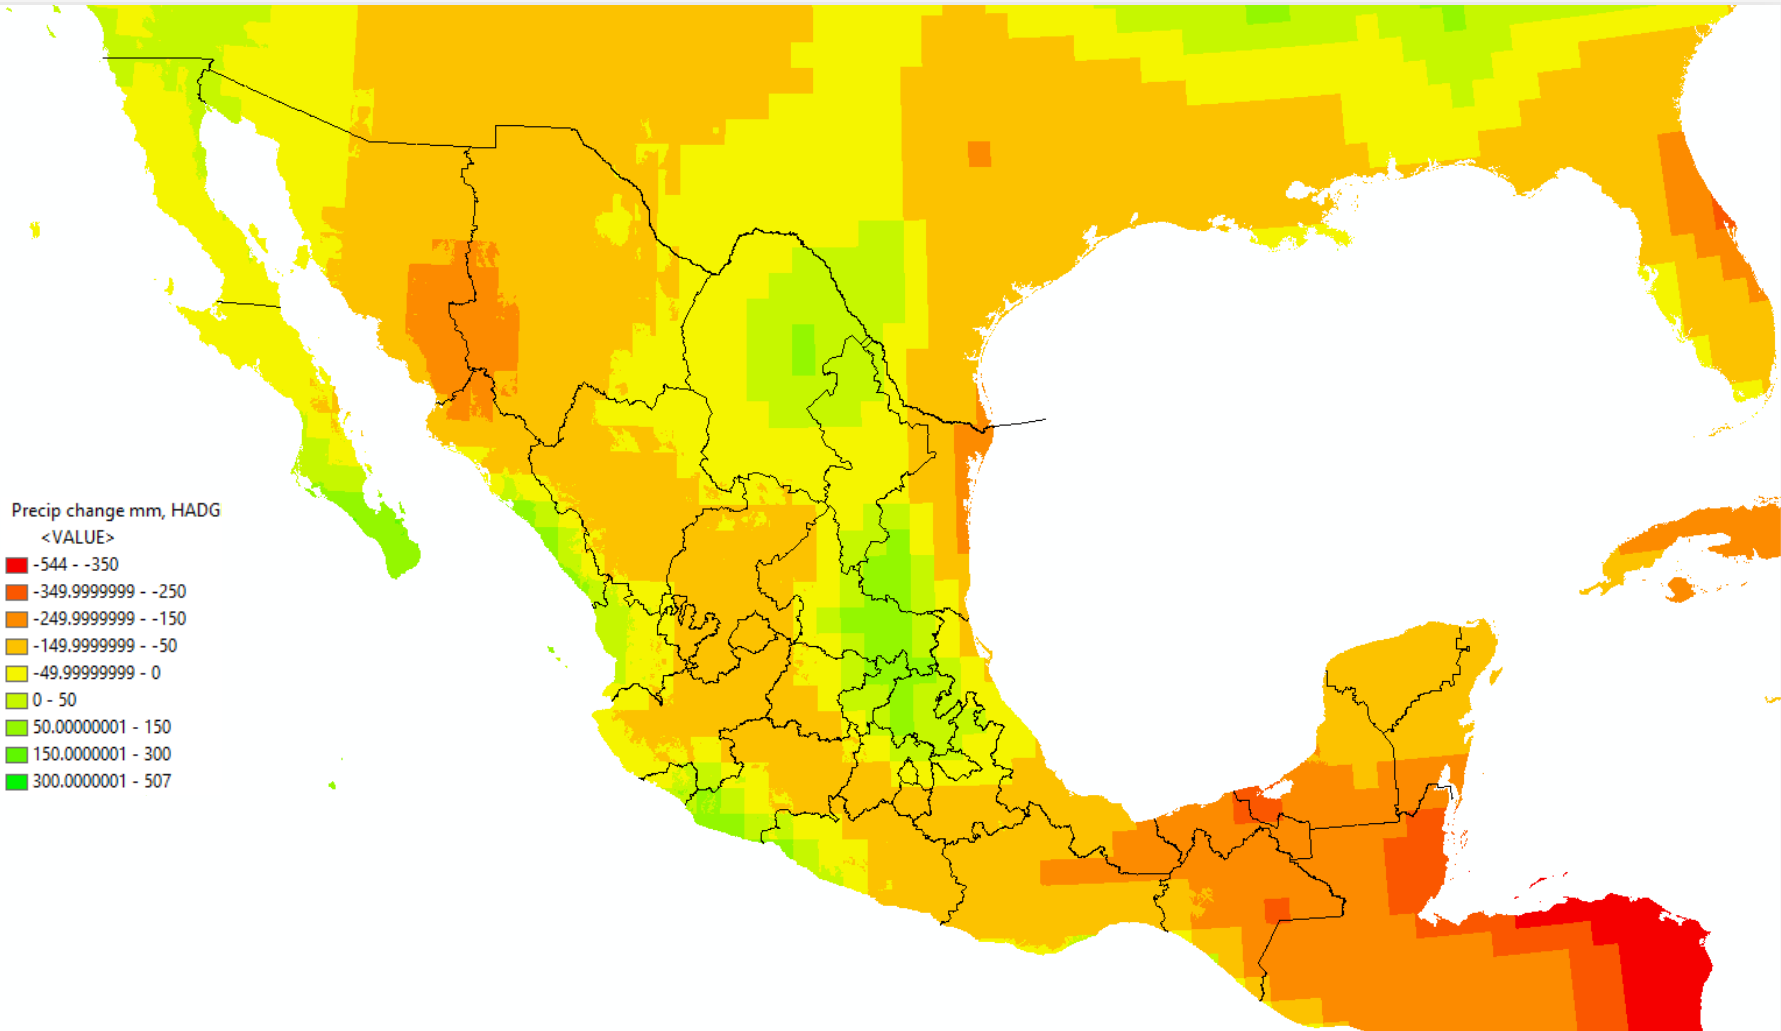 Precip change mm, HADG
<VALUE>
-544 - -350
-349.9999999 - -250
-249.9999999 - -150
-149.9999999 - -50
-49.99999999 - 0
0 - 50
50.00000001 - 150
150.0000001 - 300
300.0000001 - 507